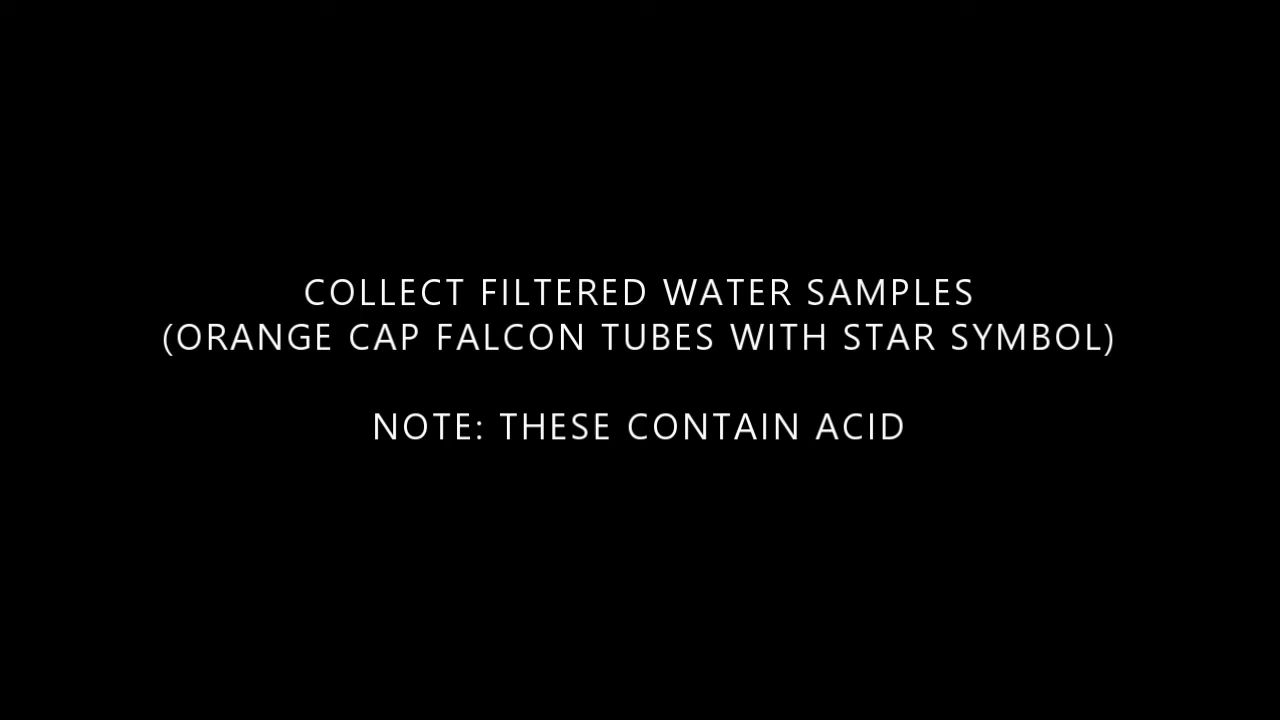 COLLECT FILTERED WATER SAMPLES
(ORANGE CAP FALCON TUBES WITH STAR SYMBOL)
NOTE: THESE CONTAIN ACID